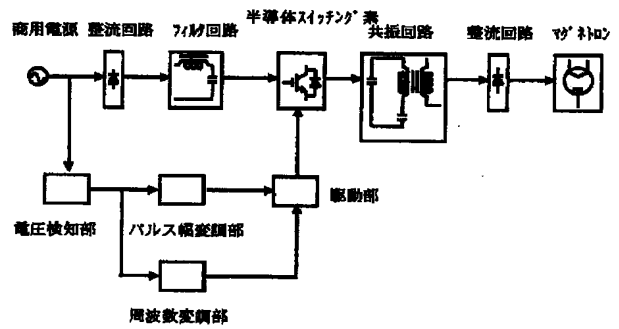 商用電源
整流回路
ﾌｨﾙﾀ回路
半導体ｽｲｯﾁﾝｸﾞ素
共振回路
整流回路
ﾏｸﾞﾈﾄﾛﾝ
電圧検知部
パルス幅変調部
駆動部
周波数変調部